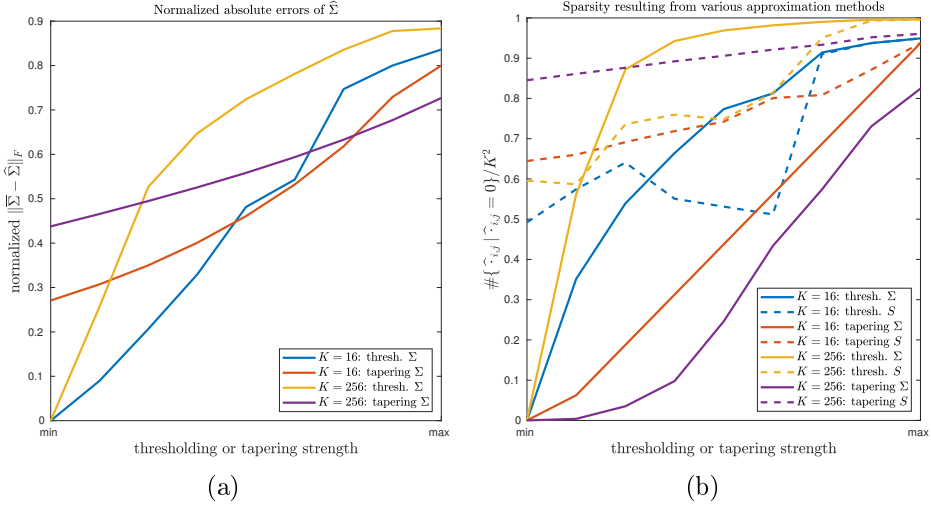 Normalized absolute errors of Σ̂
normalized ||Σ̅ − Σ̂||_F
0.9
0.8
0.7
0.6
0.5
0.4
0.3
0.2
0.1
0
min
max
thresholding or tapering strength
K = 16: thresh. Σ
K = 16: tapering Σ
K = 256: thresh. Σ
K = 256: tapering Σ
(a)
Sparsity resulting from various approximation methods
#{ ·̂_{i,j} | ·̂_{i,j} = 0}/K²
1
0.9
0.8
0.7
0.6
0.5
0.4
0.3
0.2
0.1
0
min
max
thresholding or tapering strength
K = 16: thresh. Σ
K = 16: thresh. S
K = 16: tapering Σ
K = 16: tapering S
K = 256: thresh. Σ
K = 256: thresh. S
K = 256: tapering Σ
K = 256: tapering S
(b)